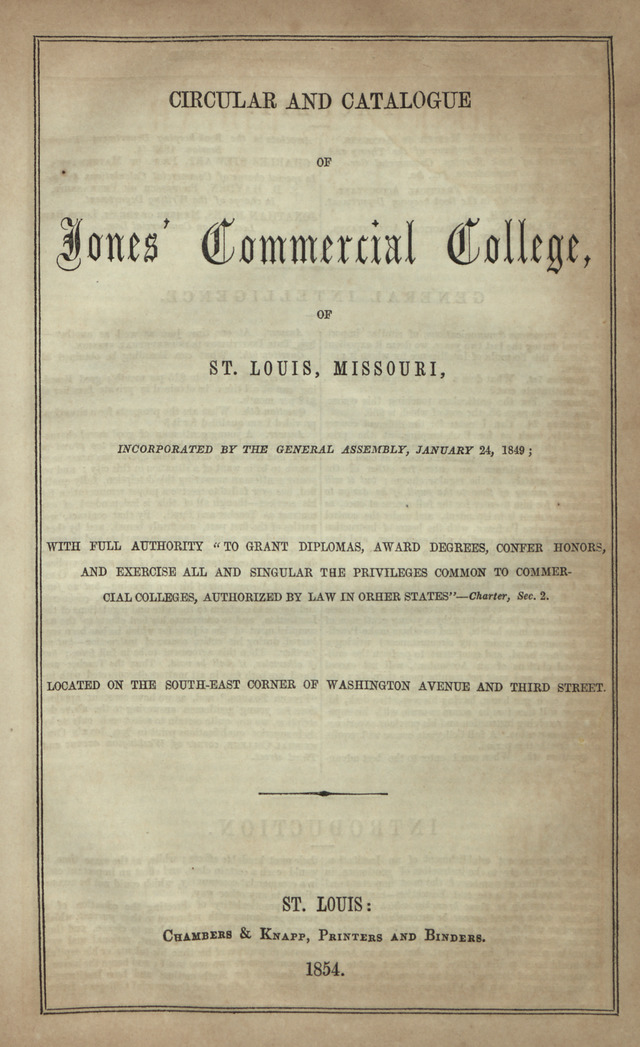 CIRCULAR AND CATALOGUE
OF
Jones' Commercial College,
OF
ST. LOUIS, MISSOURI,
INCORPORATED BY THE GENERAL ASSEMBLY, JANUARY 24, 1849;
WITH FULL AUTHORITY "TO GRANT DIPLOMAS, AWARD DEGREES, CONFER HONORS,
AND EXERCISE ALL AND SINGULAR THE PRIVILEGES COMMON TO COMMER-
CIAL COLLEGES, AUTHORIZED BY LAW IN ORHER STATES"—Charter, Sec. 2.
LOCATED ON THE SOUTH-EAST CORNER OF WASHINGTON AVENUE AND THIRD STREET.
ST. LOUIS:
CHAMBERS & KNAPP, PRINTERS AND BINDERS.
1854.